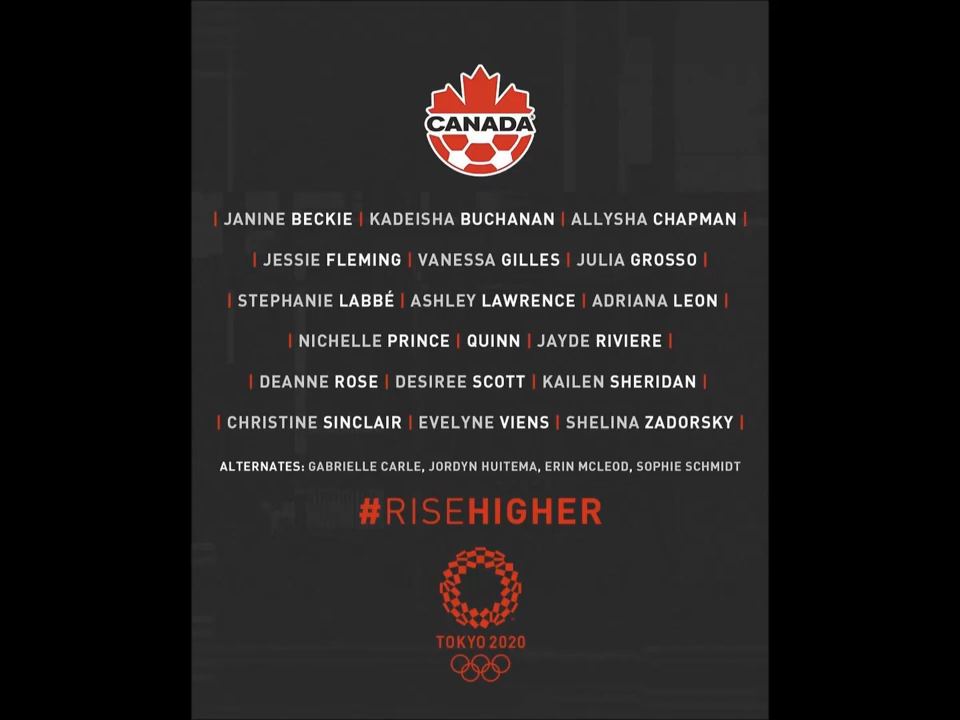 CANADA
| JANINE BECKIE | KADEISHA BUCHANAN | ALLYSHA CHAPMAN |
| JESSIE FLEMING | VANESSA GILLES | JULIA GROSSO |
| STEPHANIE LABBÉ | ASHLEY LAWRENCE | ADRIANA LEON |
| NICHELLE PRINCE | QUINN | JAYDE RIVIERE |
| DEANNE ROSE | DESIREE SCOTT | KAILEN SHERIDAN |
| CHRISTINE SINCLAIR | EVELYNE VIENS | SHELINA ZADORSKY |
ALTERNATES: GABRIELLE CARLE, JORDYN HUITEMA, ERIN MCLEOD, SOPHIE SCHMIDT
#RISEHIGHER
TOKYO 2020